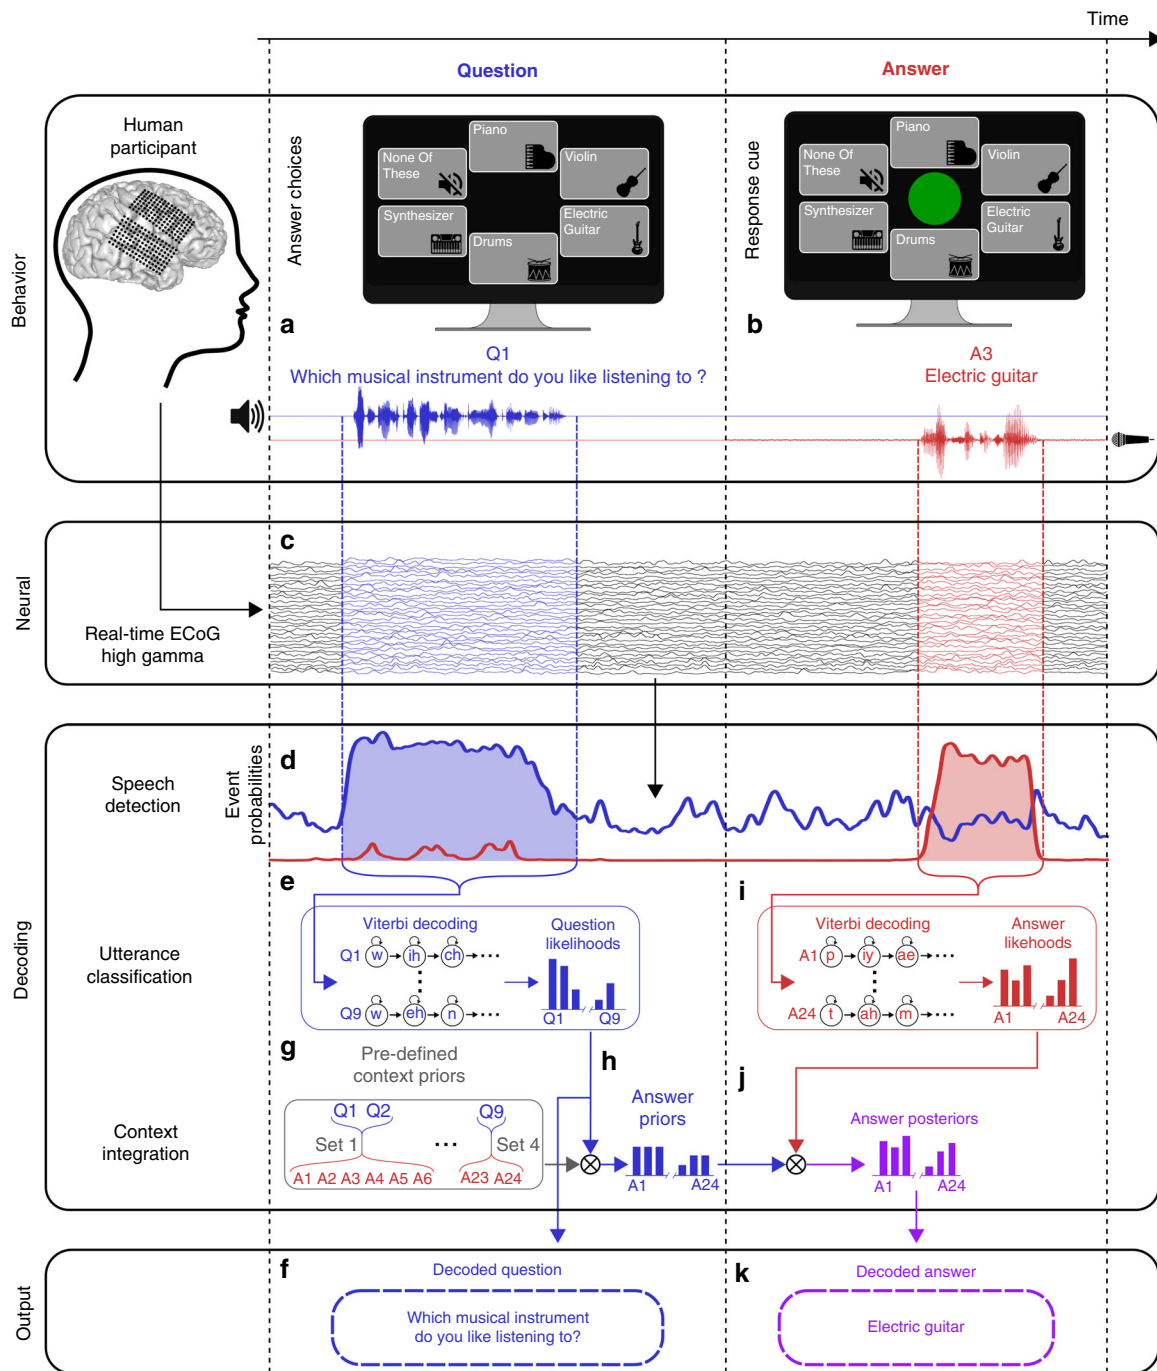 Time
Question
Answer
Behavior
Human
participant
Answer choices
Piano
None Of
These
Violin
Synthesizer
Electric
Guitar
Drums
a
Response cue
Piano
None Of
These
Violin
Synthesizer
Electric
Guitar
Drums
b
Q1
Which musical instrument do you like listening to ?
A3
Electric guitar
Neural
c
Real-time ECoG
high gamma
Decoding
Speech
detection
d
Event
probabilities
Utterance
classification
e
Viterbi decoding
Q1 w ih ch ····
Q9 w eh n ····
Question
likelihoods
Q1 Q9
i
Viterbi decoding
A1 p iy ae ····
A24 t ah m ····
Answer
likehoods
A1 A24
Context
integration
g
Pre-defined
context priors
Q1 Q2 Q9
Set 1 ··· Set 4
A1 A2 A3 A4 A5 A6 A23 A24
h
Answer
priors
A1 A24
j
Answer posteriors
A1 A24
Output
f
Decoded question
Which musical instrument
do you like listening to?
k
Decoded answer
Electric guitar